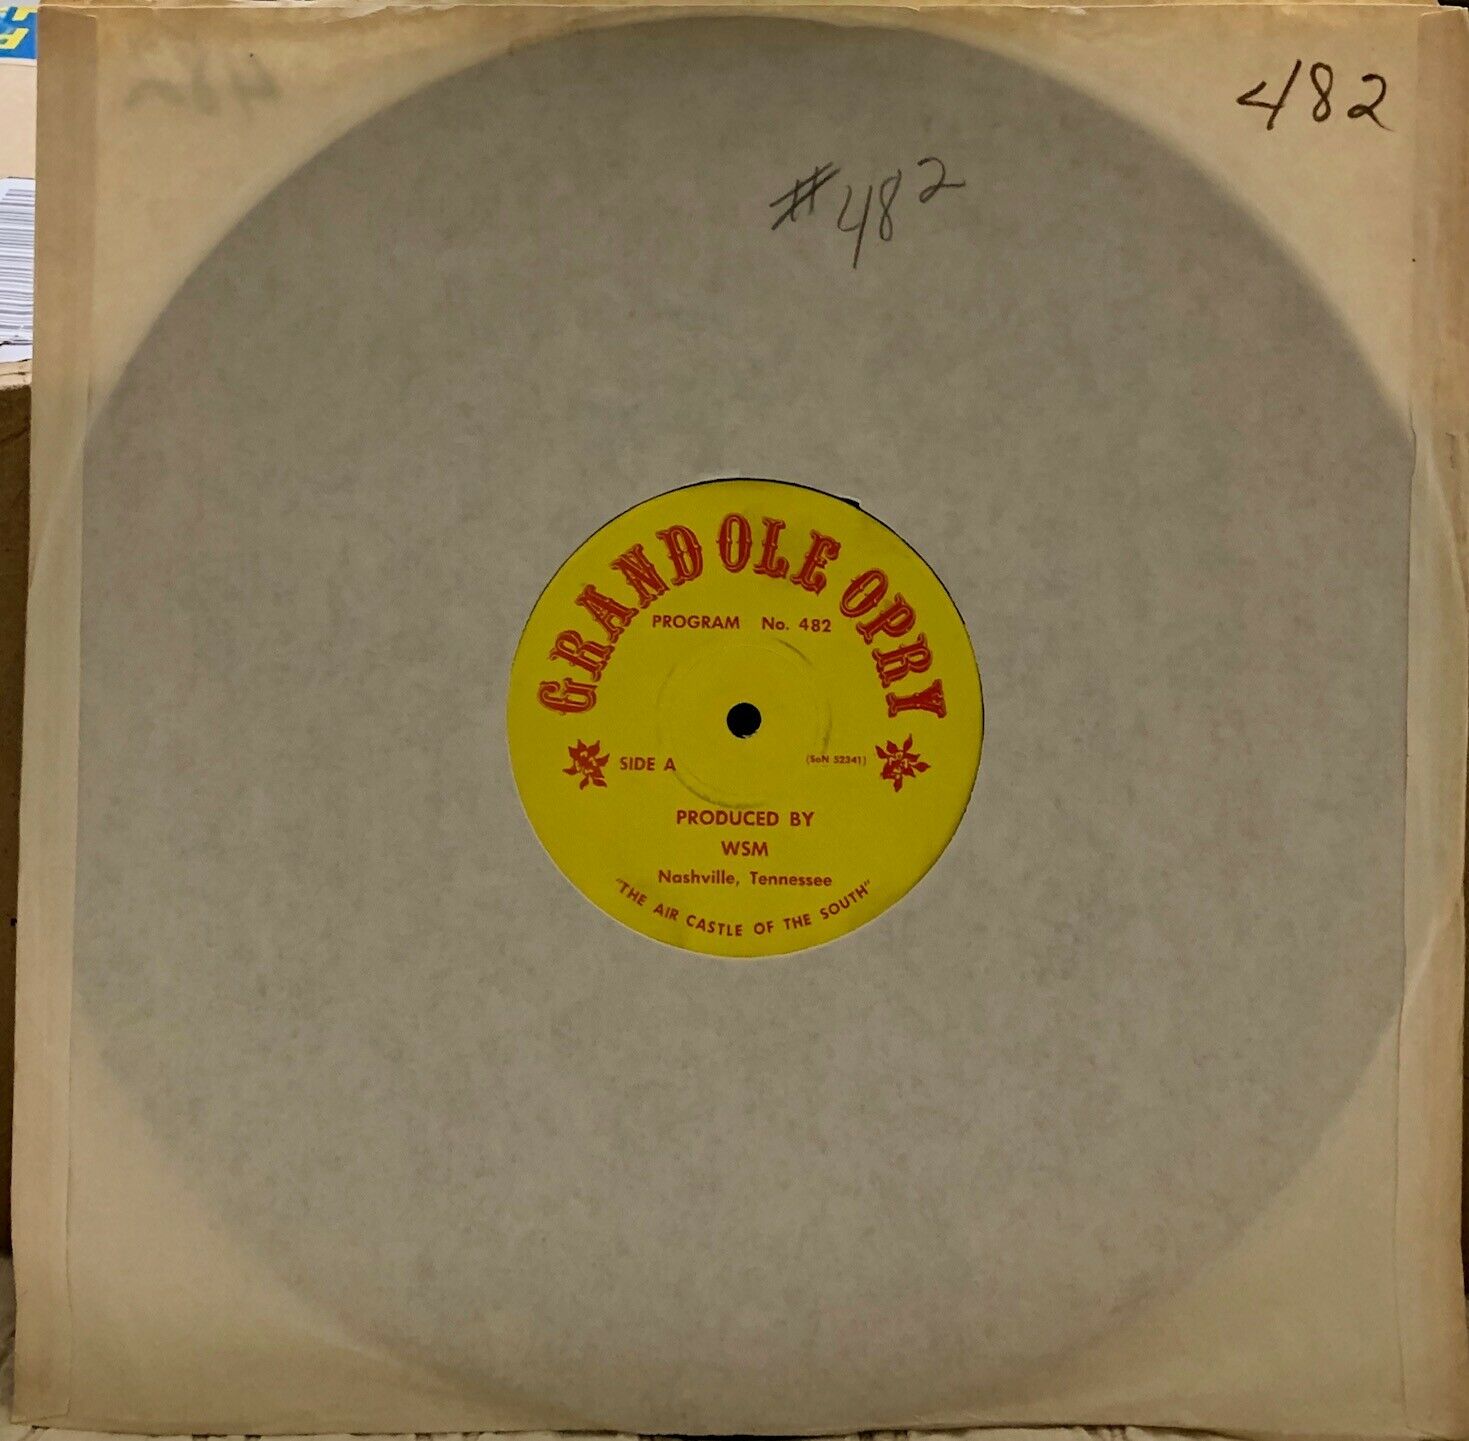 482
#482
GRAND OLE OPRY
PROGRAM No. 482
SIDE A
(SoN 52341)
PRODUCED BY
WSM
Nashville, Tennessee
"THE AIR CASTLE OF THE SOUTH"